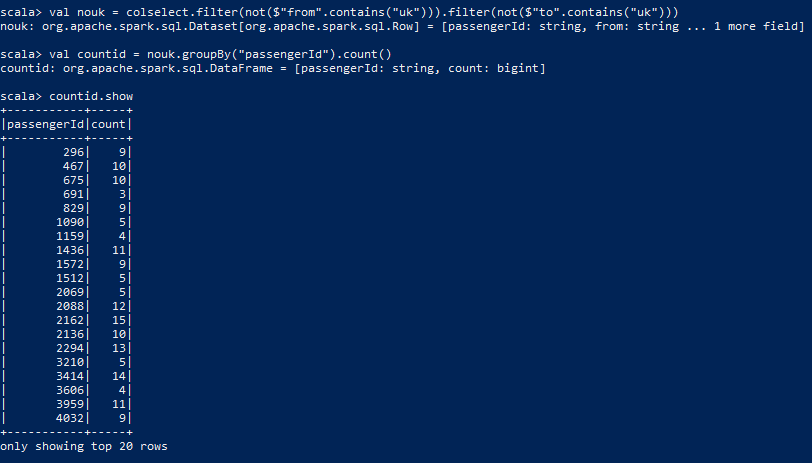 scala> val nouk = colselect.filter(not($"from".contains("uk"))).filter(not($"to".contains("uk")))
nouk: org.apache.spark.sql.Dataset[org.apache.spark.sql.Row] = [passengerId: string, from: string ... 1 more field]
scala> val countid = nouk.groupBy("passengerId").count()
countid: org.apache.spark.sql.DataFrame = [passengerId: string, count: bigint]
scala> countid.show
+-----------+-----+
|passengerId|count|
+-----------+-----+
|        296|    9|
|        467|   10|
|        675|   10|
|        691|    3|
|        829|    9|
|       1090|    5|
|       1159|    4|
|       1436|   11|
|       1572|    9|
|       1512|    5|
|       2069|    5|
|       2088|   12|
|       2162|   15|
|       2136|   10|
|       2294|   13|
|       3210|    5|
|       3414|   14|
|       3606|    4|
|       3959|   11|
|       4032|    9|
+-----------+-----+
only showing top 20 rows